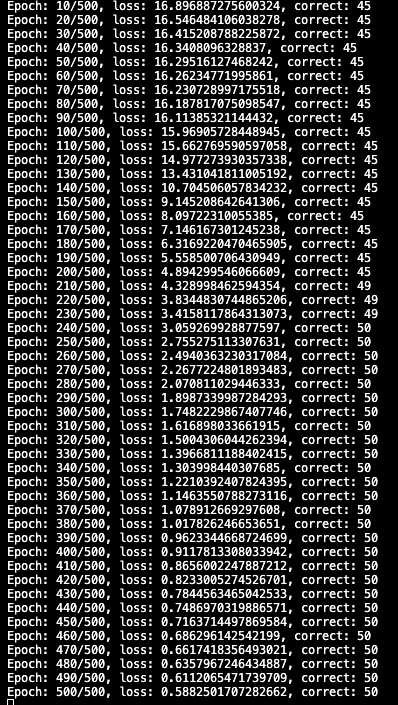 Epoch: 10/500, loss: 16.896887275600324, correct: 45
Epoch: 20/500, loss: 16.546484106038278, correct: 45
Epoch: 30/500, loss: 16.415208788225872, correct: 45
Epoch: 40/500, loss: 16.3408096328837, correct: 45
Epoch: 50/500, loss: 16.29516127468242, correct: 45
Epoch: 60/500, loss: 16.26234771995861, correct: 45
Epoch: 70/500, loss: 16.230728997175518, correct: 45
Epoch: 80/500, loss: 16.187817075098547, correct: 45
Epoch: 90/500, loss: 16.11385321144432, correct: 45
Epoch: 100/500, loss: 15.96905728448945, correct: 45
Epoch: 110/500, loss: 15.662769590597058, correct: 45
Epoch: 120/500, loss: 14.977273930357338, correct: 45
Epoch: 130/500, loss: 13.431041811005192, correct: 45
Epoch: 140/500, loss: 10.704506057834232, correct: 45
Epoch: 150/500, loss: 9.145208642641306, correct: 45
Epoch: 160/500, loss: 8.09722310055385, correct: 45
Epoch: 170/500, loss: 7.146167301245238, correct: 45
Epoch: 180/500, loss: 6.3169220470465905, correct: 45
Epoch: 190/500, loss: 5.558500706430949, correct: 45
Epoch: 200/500, loss: 4.894299546066609, correct: 45
Epoch: 210/500, loss: 4.328998462594354, correct: 49
Epoch: 220/500, loss: 3.8344830744865206, correct: 49
Epoch: 230/500, loss: 3.4158117864313073, correct: 49
Epoch: 240/500, loss: 3.059269928877597, correct: 50
Epoch: 250/500, loss: 2.755275113307631, correct: 50
Epoch: 260/500, loss: 2.4940363230317084, correct: 50
Epoch: 270/500, loss: 2.2677224801893483, correct: 50
Epoch: 280/500, loss: 2.070811029446333, correct: 50
Epoch: 290/500, loss: 1.8987339987284293, correct: 50
Epoch: 300/500, loss: 1.7482229867407746, correct: 50
Epoch: 310/500, loss: 1.616898033661915, correct: 50
Epoch: 320/500, loss: 1.5004306044262394, correct: 50
Epoch: 330/500, loss: 1.3966811188402415, correct: 50
Epoch: 340/500, loss: 1.303998440307685, correct: 50
Epoch: 350/500, loss: 1.2210392407824395, correct: 50
Epoch: 360/500, loss: 1.1463550788273116, correct: 50
Epoch: 370/500, loss: 1.078912669297608, correct: 50
Epoch: 380/500, loss: 1.017826246653651, correct: 50
Epoch: 390/500, loss: 0.9623344668724699, correct: 50
Epoch: 400/500, loss: 0.9117813308033942, correct: 50
Epoch: 410/500, loss: 0.8656002247887212, correct: 50
Epoch: 420/500, loss: 0.8233005274526701, correct: 50
Epoch: 430/500, loss: 0.7844563465042533, correct: 50
Epoch: 440/500, loss: 0.7486970319886571, correct: 50
Epoch: 450/500, loss: 0.7163714497869584, correct: 50
Epoch: 460/500, loss: 0.686296142542199, correct: 50
Epoch: 470/500, loss: 0.6617418356493021, correct: 50
Epoch: 480/500, loss: 0.6357967246434887, correct: 50
Epoch: 490/500, loss: 0.6112065471739709, correct: 50
Epoch: 500/500, loss: 0.5882501707282662, correct: 50